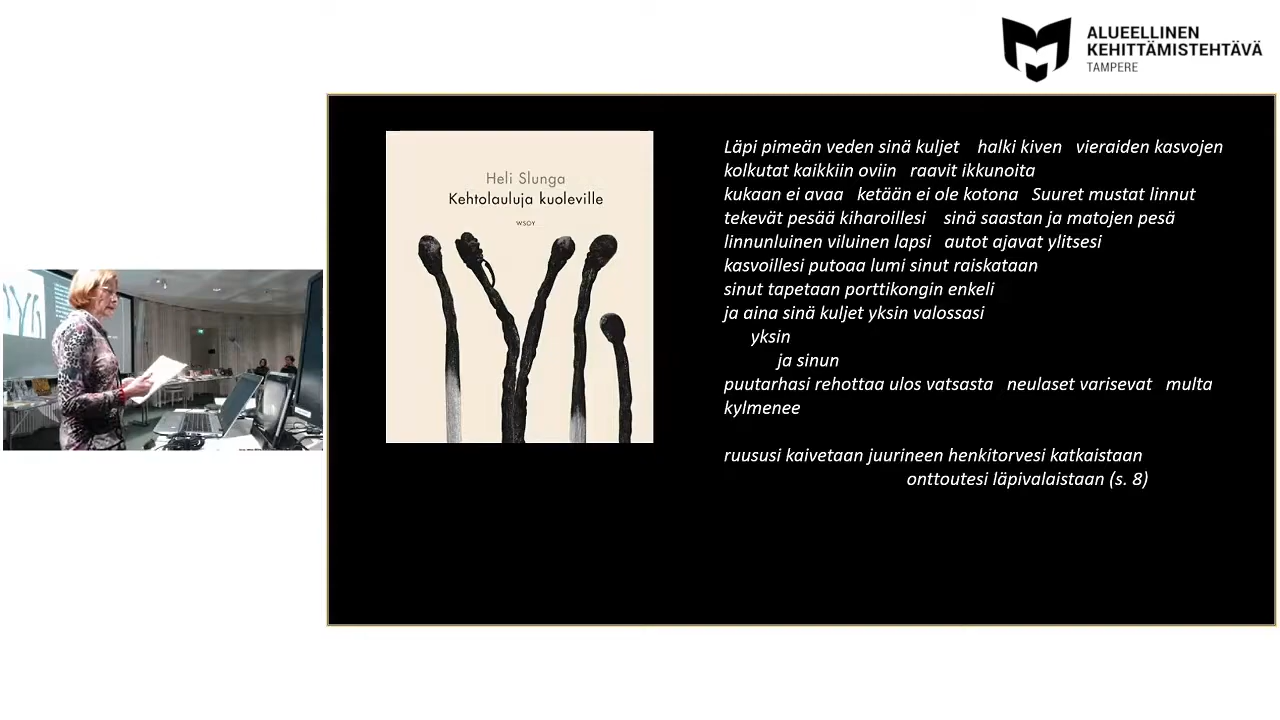 ALUEELLINEN
KEHITTÄMISTEHTÄVÄ
TAMPERE
Heli Slunga
Kehtolauluja kuoleville
WSOY
Läpi pimeän veden sinä kuljet    halki kiven   vieraiden kasvojen
kolkutat kaikkiin oviin   raavit ikkunoita
kukaan ei avaa   ketään ei ole kotona   Suuret mustat linnut
tekevät pesää kiharoillesi    sinä saastan ja matojen pesä
linnunluinen viluinen lapsi   autot ajavat ylitsesi
kasvoillesi putoaa lumi sinut raiskataan
sinut tapetaan porttikongin enkeli
ja aina sinä kuljet yksin valossasi
yksin
ja sinun
puutarhasi rehottaa ulos vatsasta   neulaset varisevat   multa
kylmenee
ruususi kaivetaan juurineen henkitorvesi katkaistaan
onttoutesi läpivalaistaan (s. 8)